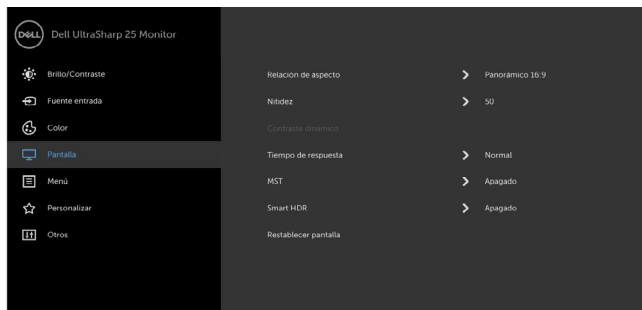 DELL Dell UltraSharp 25 Monitor
Brillo/Contraste
Fuente entrada
Color
Pantalla
Menú
Personalizar
Otros
Relación de aspecto Panorámico 16:9
Nitidez 50
Contraste dinámico
Tiempo de respuesta Normal
MST Apagado
Smart HDR Apagado
Restablecer pantalla